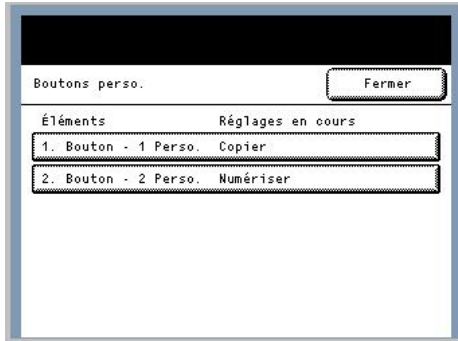 Boutons perso.
Fermer
Éléments Réglages en cours
1. Bouton - 1 Perso. Copier
2. Bouton - 2 Perso. Numériser